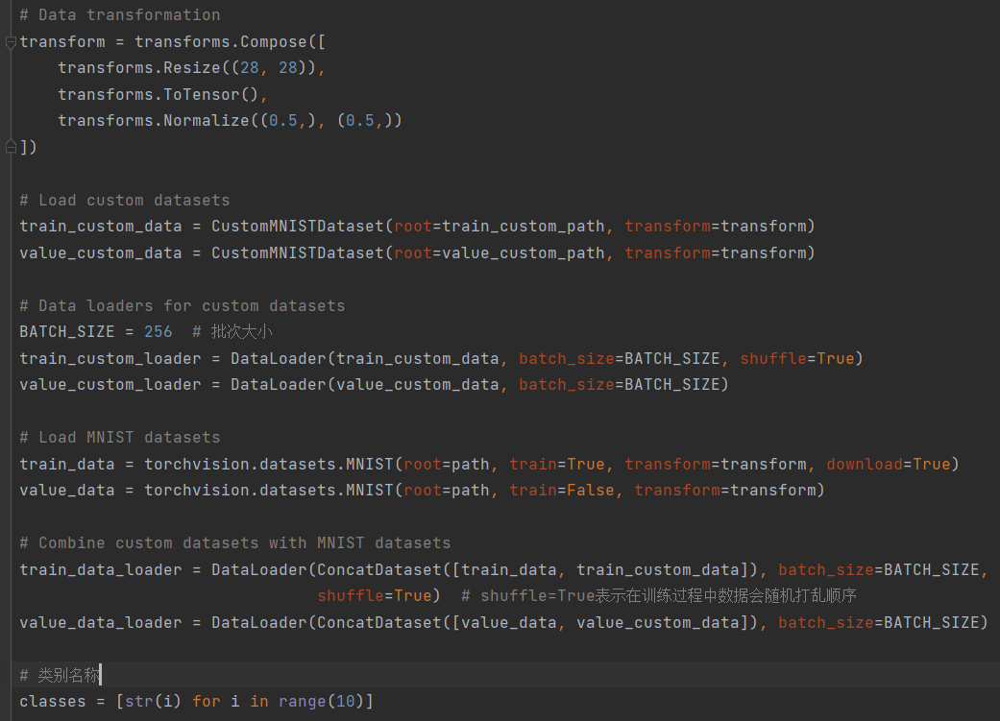 # Data transformation
transform = transforms.Compose([
    transforms.Resize((28, 28)),
    transforms.ToTensor(),
    transforms.Normalize((0.5,), (0.5,))
])
# Load custom datasets
train_custom_data = CustomMNISTDataset(root=train_custom_path, transform=transform)
value_custom_data = CustomMNISTDataset(root=value_custom_path, transform=transform)
# Data loaders for custom datasets
BATCH_SIZE = 256  # 批次大小
train_custom_loader = DataLoader(train_custom_data, batch_size=BATCH_SIZE, shuffle=True)
value_custom_loader = DataLoader(value_custom_data, batch_size=BATCH_SIZE)
# Load MNIST datasets
train_data = torchvision.datasets.MNIST(root=path, train=True, transform=transform, download=True)
value_data = torchvision.datasets.MNIST(root=path, train=False, transform=transform)
# Combine custom datasets with MNIST datasets
train_data_loader = DataLoader(ConcatDataset([train_data, train_custom_data]), batch_size=BATCH_SIZE,
                               shuffle=True)  # shuffle=True表示在训练过程中数据会随机打乱顺序
value_data_loader = DataLoader(ConcatDataset([value_data, value_custom_data]), batch_size=BATCH_SIZE)
# 类别名称
classes = [str(i) for i in range(10)]